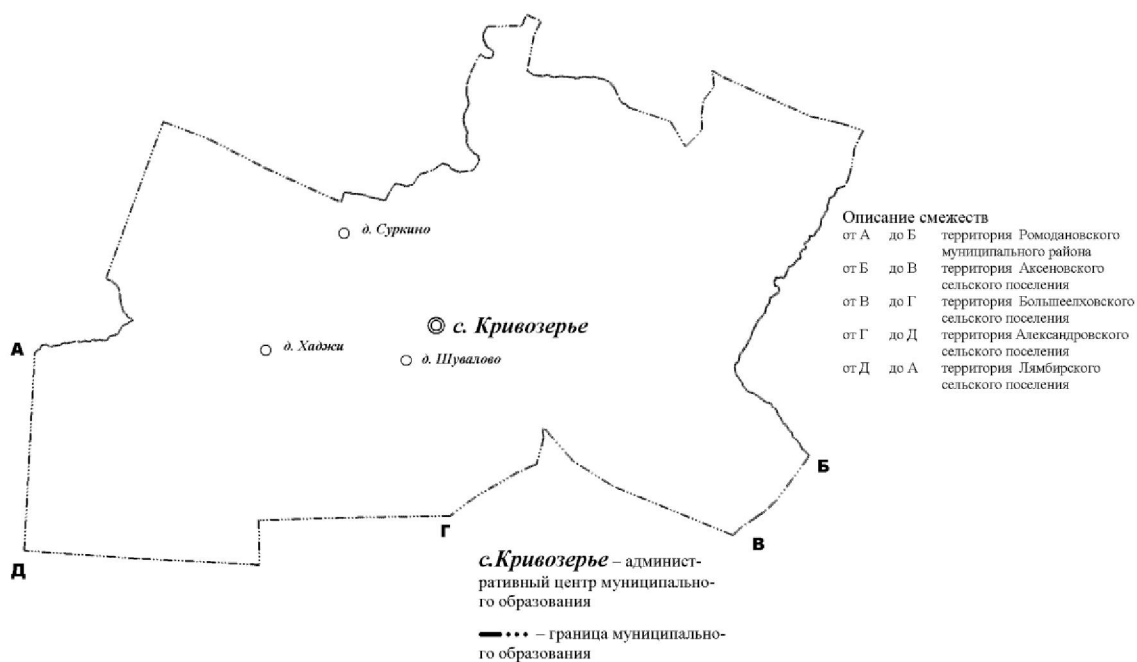 д. Суркино
с. Кривозерье
д. Хаджи
д. Шувалово
А
Б
В
Г
Д
Описание смежеств
от А до Б территория Ромодановского
муниципального района
от Б до В территория Аксеновского
сельского поселения
от В до Г территория Большеелховского
сельского поселения
от Г до Д территория Александровского
сельского поселения
от Д до А территория Лямбирского
сельского поселения
с.Кривозерье – админист-
ративный центр муниципально-
го образования
– граница муниципально-
го образования